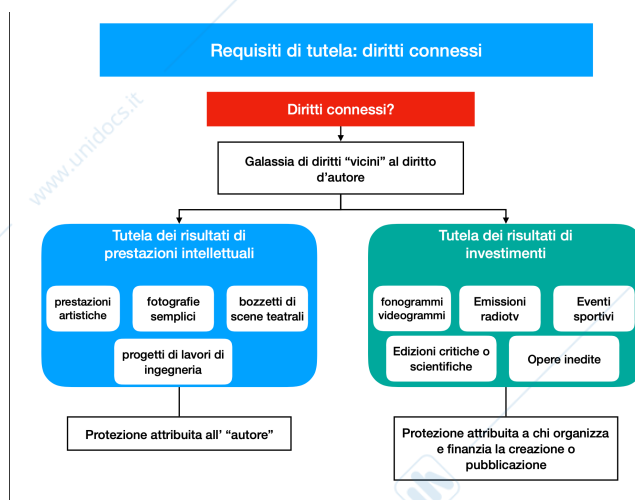 Requisiti di tutela: diritti connessi
Diritti connessi?
Galassia di diritti “vicini” al diritto
d’autore
Tutela dei risultati di
prestazioni intellettuali
prestazioni
artistiche
fotografie
semplici
bozzetti di
scene teatrali
progetti di lavori di
ingegneria
Protezione attribuita all’ “autore”
Tutela dei risultati di
investimenti
fonogrammi
videogrammi
Emissioni
radiotv
Eventi
sportivi
Edizioni critiche o
scientifiche
Opere inedite
Protezione attribuita a chi organizza
e finanzia la creazione o
pubblicazione
www.unidocs.it